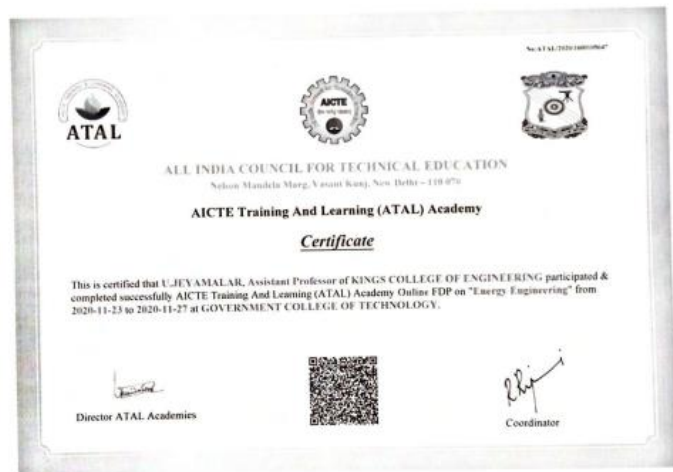 ATAL
AICTE
ALL INDIA COUNCIL FOR TECHNICAL EDUCATION
Nelson Mandela Marg, Vasant Kunj, New Delhi – 110 070
AICTE Training And Learning (ATAL) Academy
Certificate
This is certified that U.JEYAMALAR, Assistant Professor of KINGS COLLEGE OF ENGINEERING participated &
completed successfully AICTE Training And Learning (ATAL) Academy Online FDP on "Energy Engineering" from
2020-11-23 to 2020-11-27 at GOVERNMENT COLLEGE OF TECHNOLOGY.
Director ATAL Academies
Coordinator